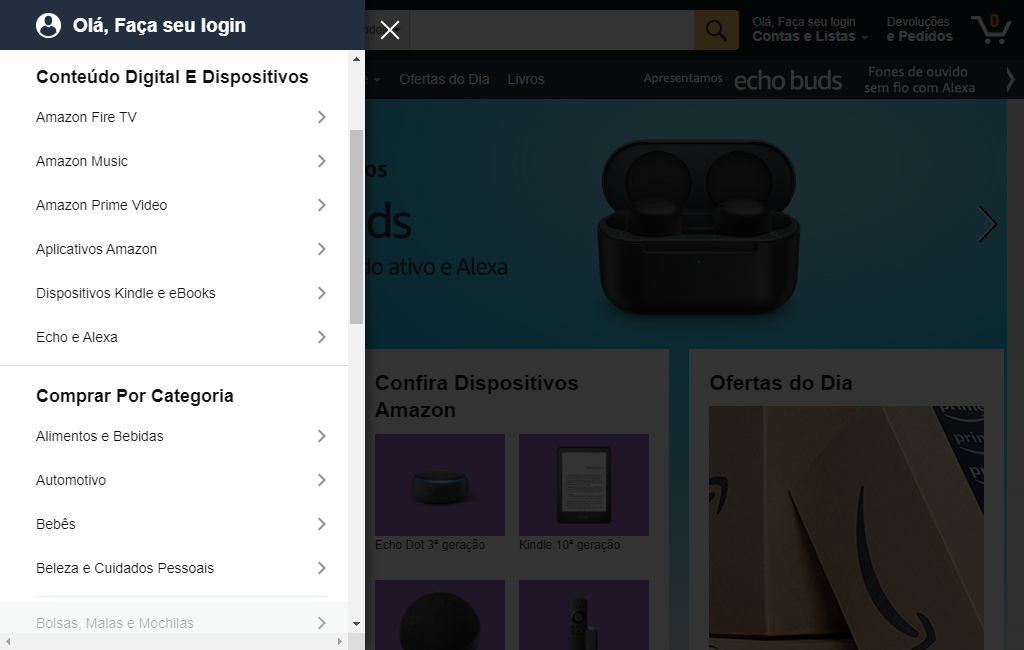 Olá, Faça seu login
Conteúdo Digital E Dispositivos
Amazon Fire TV
Amazon Music
Amazon Prime Video
Aplicativos Amazon
Dispositivos Kindle e eBooks
Echo e Alexa
Comprar Por Categoria
Alimentos e Bebidas
Automotivo
Bebês
Beleza e Cuidados Pessoais
Bolsas, Malas e Mochilas
Olá, Faça seu login
Contas e Listas
Devoluções
e Pedidos
0
Ofertas do Dia
Livros
Apresentamos
echo buds
Fones de ouvido
sem fio com Alexa
os
ds
do ativo e Alexa
Confira Dispositivos
Amazon
Echo Dot 3ª geração
Kindle 10ª geração
Ofertas do Dia
prime
prim